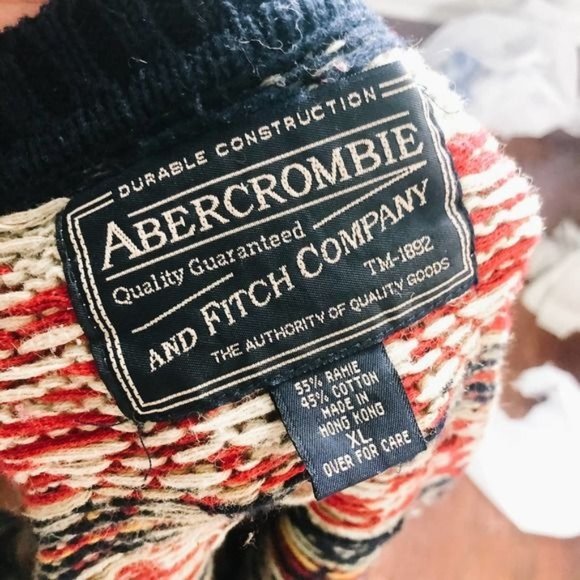 DURABLE CONSTRUCTION
ABERCROMBIE
Quality Guaranteed
AND FITCH COMPANY
TM-1892
THE AUTHORITY OF QUALITY GOODS
55% RAMIE
45% COTTON
MADE IN
HONG KONG
XL
OVER FOR CARE